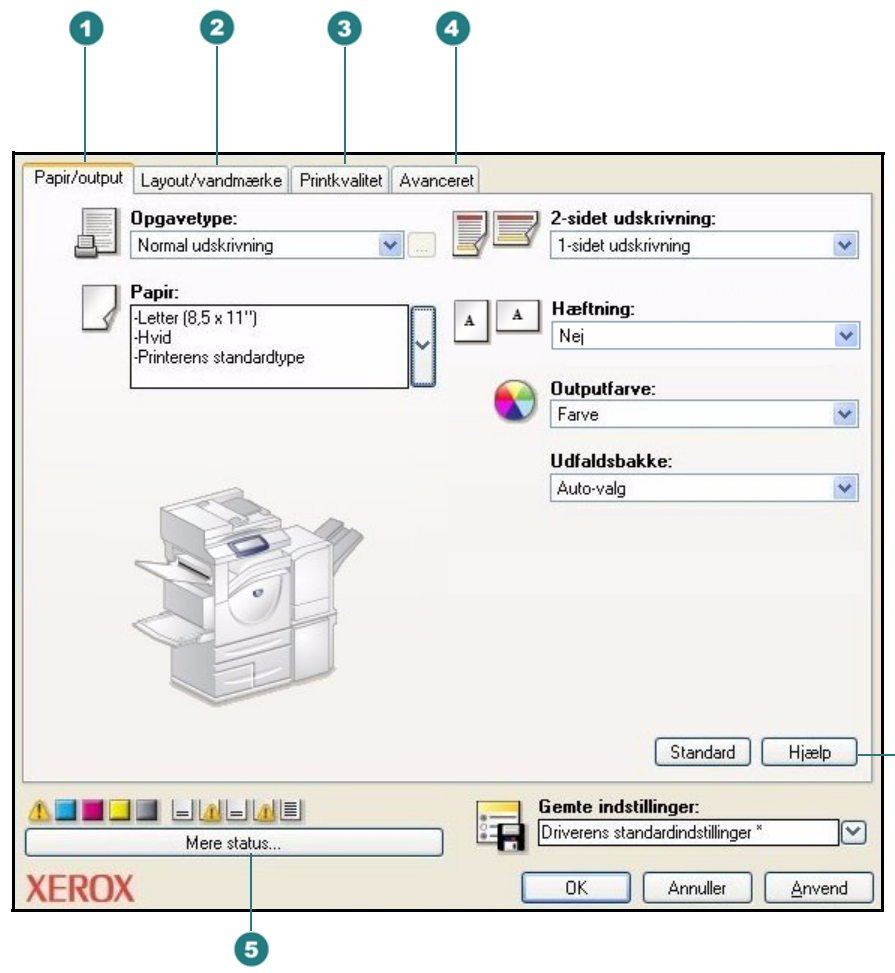 1 2 3 4
Papir/output Layout/vandmærke Printkvalitet Avanceret
Opgavetype:
Normal udskrivning
...
2-sidet udskrivning:
1-sidet udskrivning
Papir:
-Letter (8,5 x 11'')
-Hvid
-Printerens standardtype
A A
Hæftning:
Nej
Outputfarve:
Farve
Udfaldsbakke:
Auto-valg
Standard Hjælp
Mere status...
Gemte indstillinger:
Driverens standardindstillinger *
XEROX
OK Annuller Anvend
5